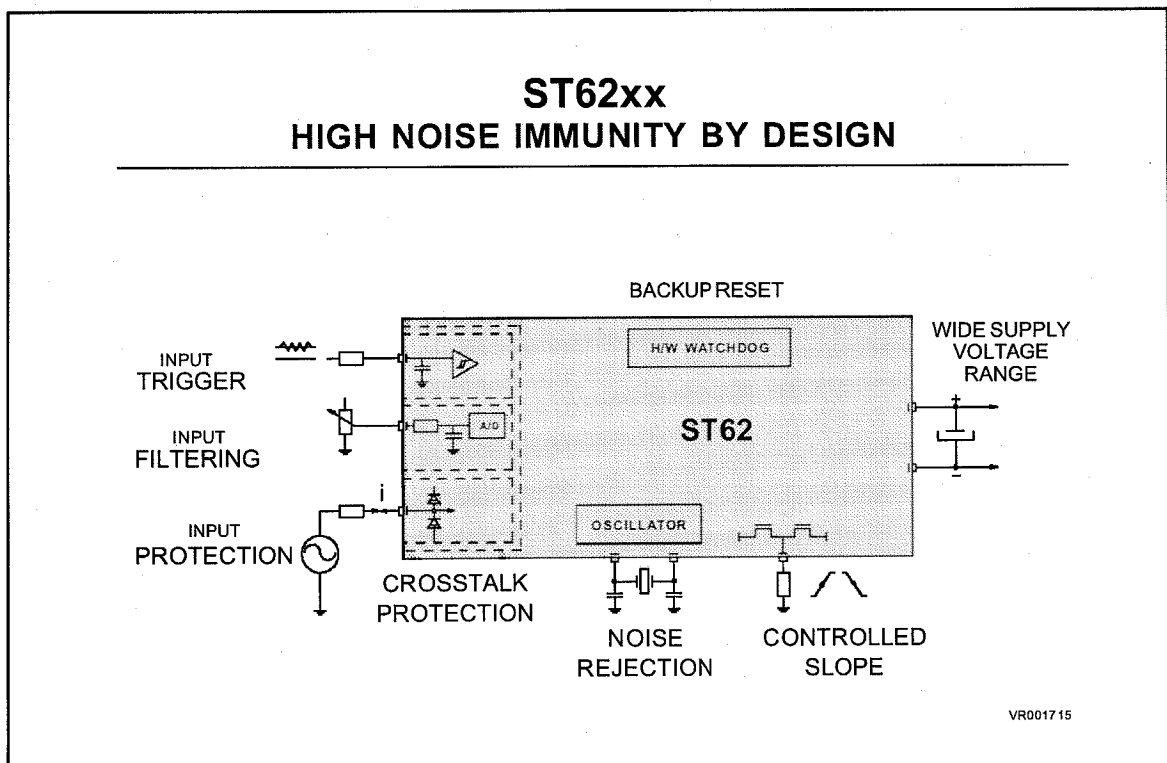 ST62xx
HIGH NOISE IMMUNITY BY DESIGN
BACKUP RESET
H/W WATCHDOG
WIDE SUPPLY
VOLTAGE
RANGE
INPUT
TRIGGER
INPUT
FILTERING
A/D
ST62
+
−
i
INPUT
PROTECTION
OSCILLATOR
CROSSTALK
PROTECTION
NOISE
REJECTION
CONTROLLED
SLOPE
VR001715